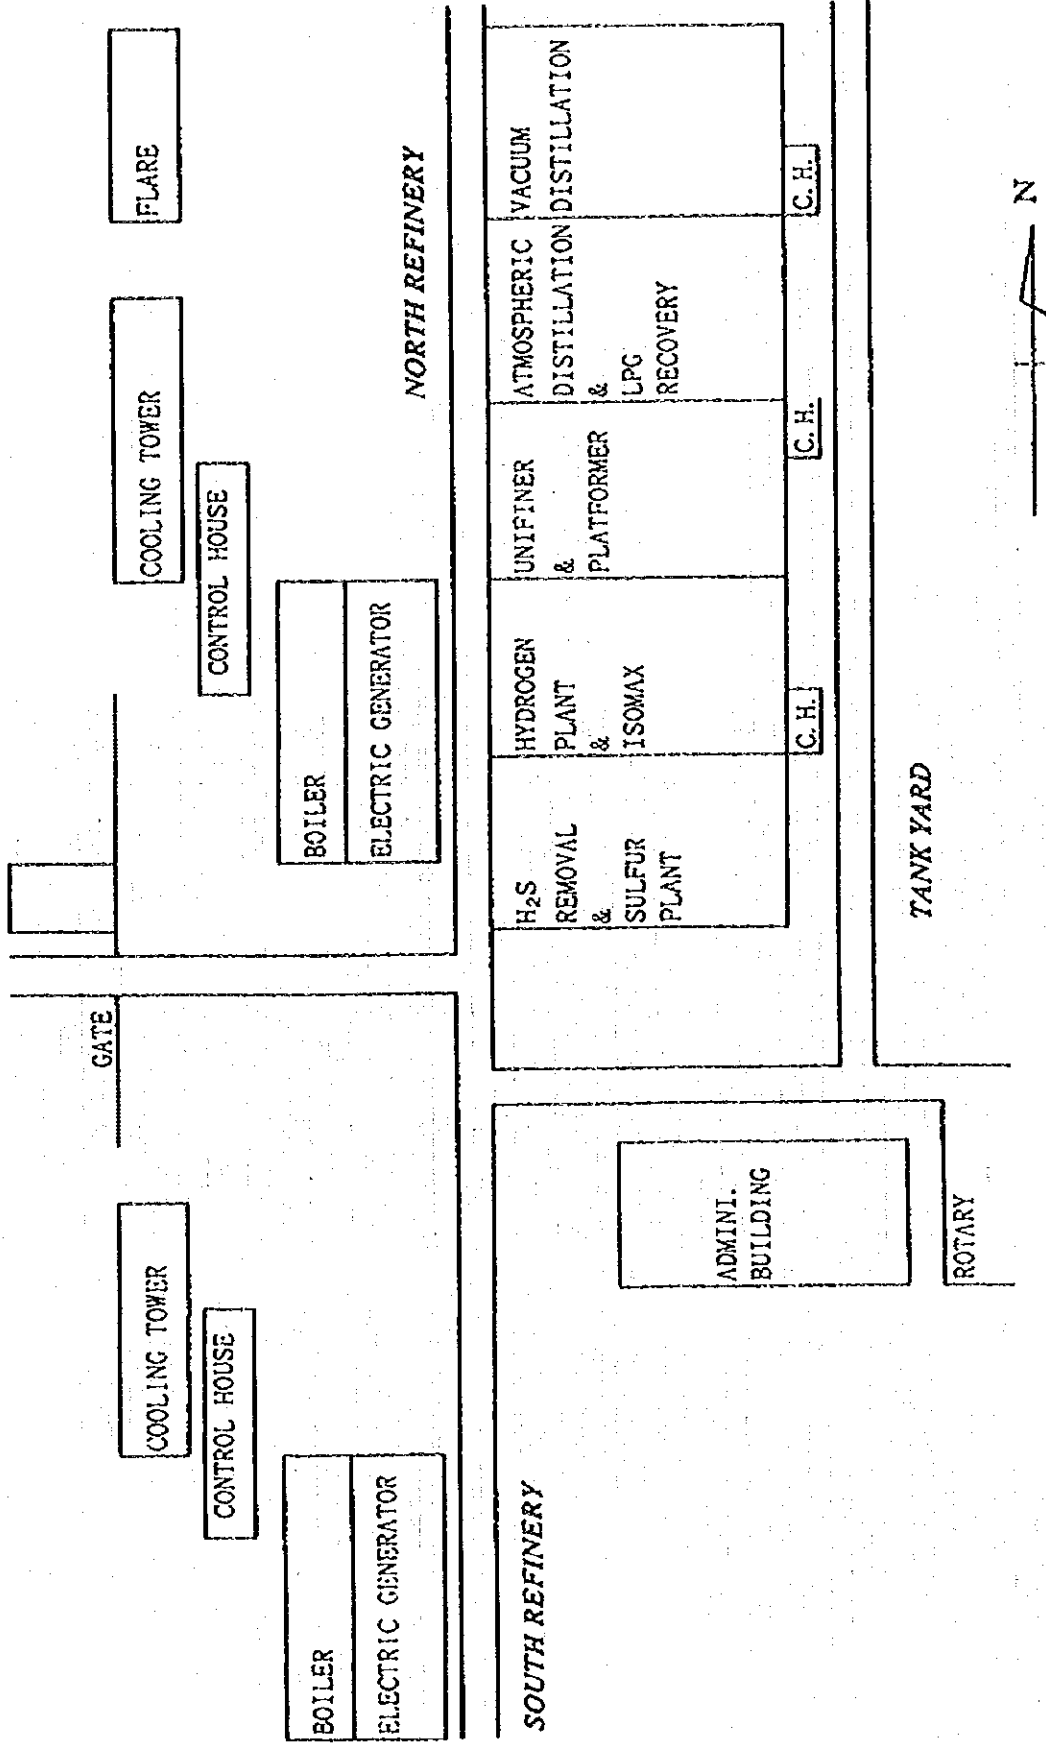 FLARE
COOLING TOWER
CONTROL HOUSE
BOILER
ELECTRIC GENERATOR
NORTH REFINERY
GATE
COOLING TOWER
CONTROL HOUSE
BOILER
ELECTRIC GENERATOR
SOUTH REFINERY
H₂S
REMOVAL
&
SULFUR
PLANT
HYDROGEN
PLANT
&
ISOMAX
UNIFINER
&
PLATFORMER
ATMOSPHERIC
DISTILLATION
&
LPG
RECOVERY
VACUUM
DISTILLATION
C. H.
C. H.
C. H.
ADMINI.
BUILDING
ROTARY
TANK YARD
N